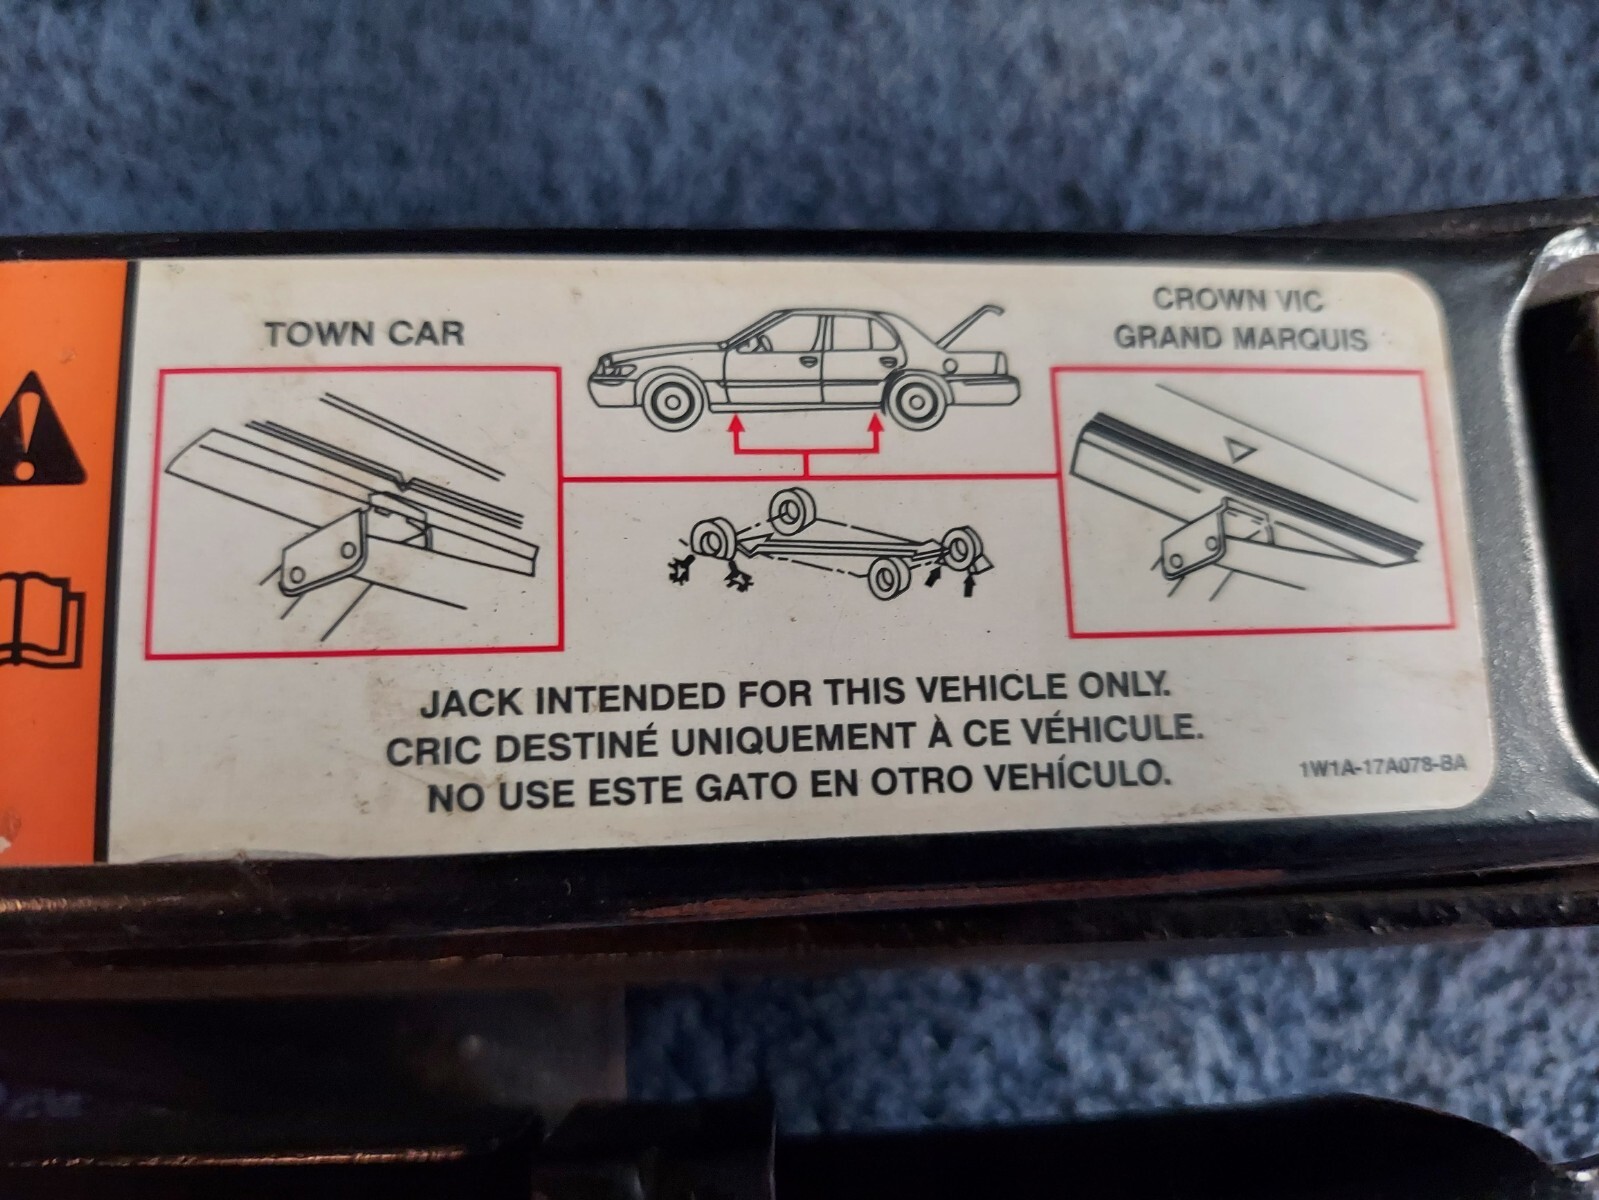 TOWN CAR
CROWN VIC
GRAND MARQUIS
JACK INTENDED FOR THIS VEHICLE ONLY.
CRIC DESTINÉ UNIQUEMENT À CE VÉHICULE.
NO USE ESTE GATO EN OTRO VEHÍCULO.
1W1A-17A078-BA